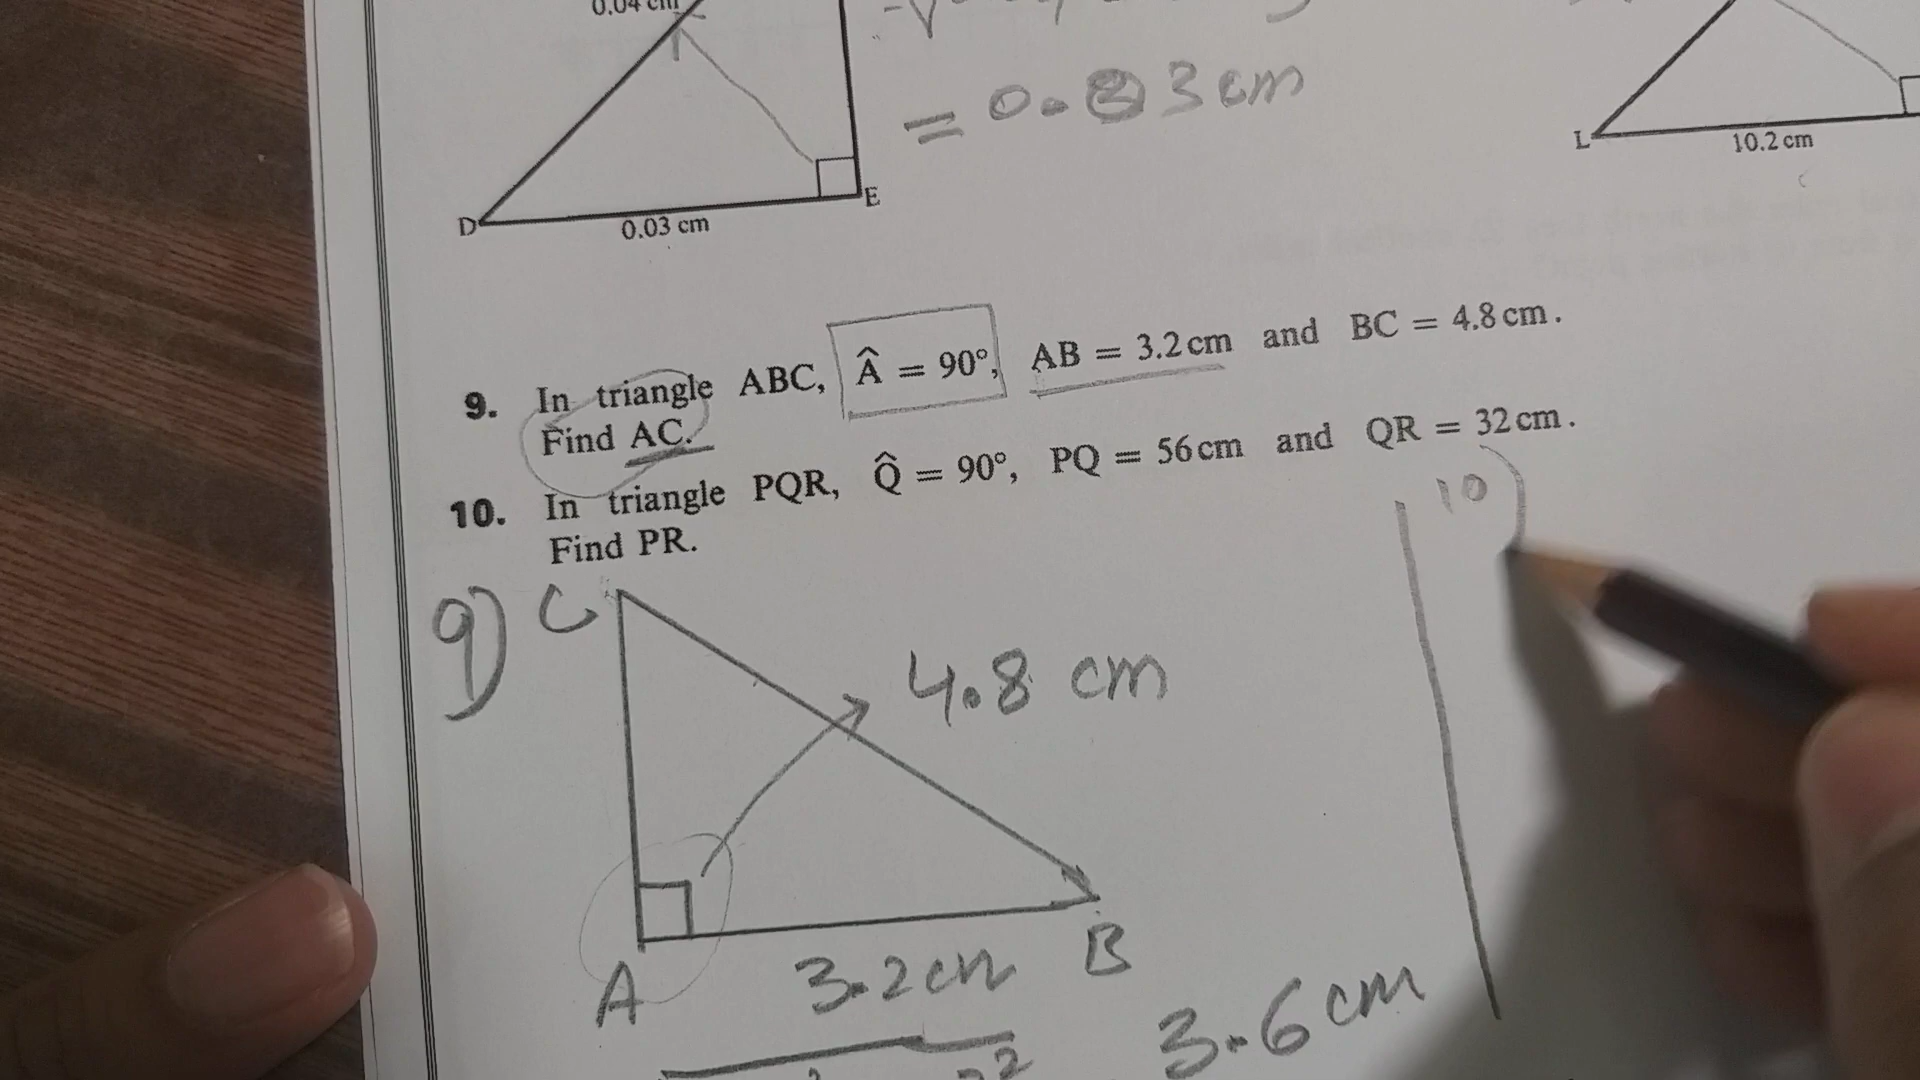 0.04 cm
= 0.03 cm
L
10.2 cm
D
E
0.03 cm
9. In triangle ABC, Â = 90°, AB = 3.2 cm and BC = 4.8 cm.
Find AC.
10. In triangle PQR, Q̂ = 90°, PQ = 56 cm and QR = 32 cm.
Find PR.
10)
9) C
4.8 cm
A
3.2 cm
B
3.6 cm